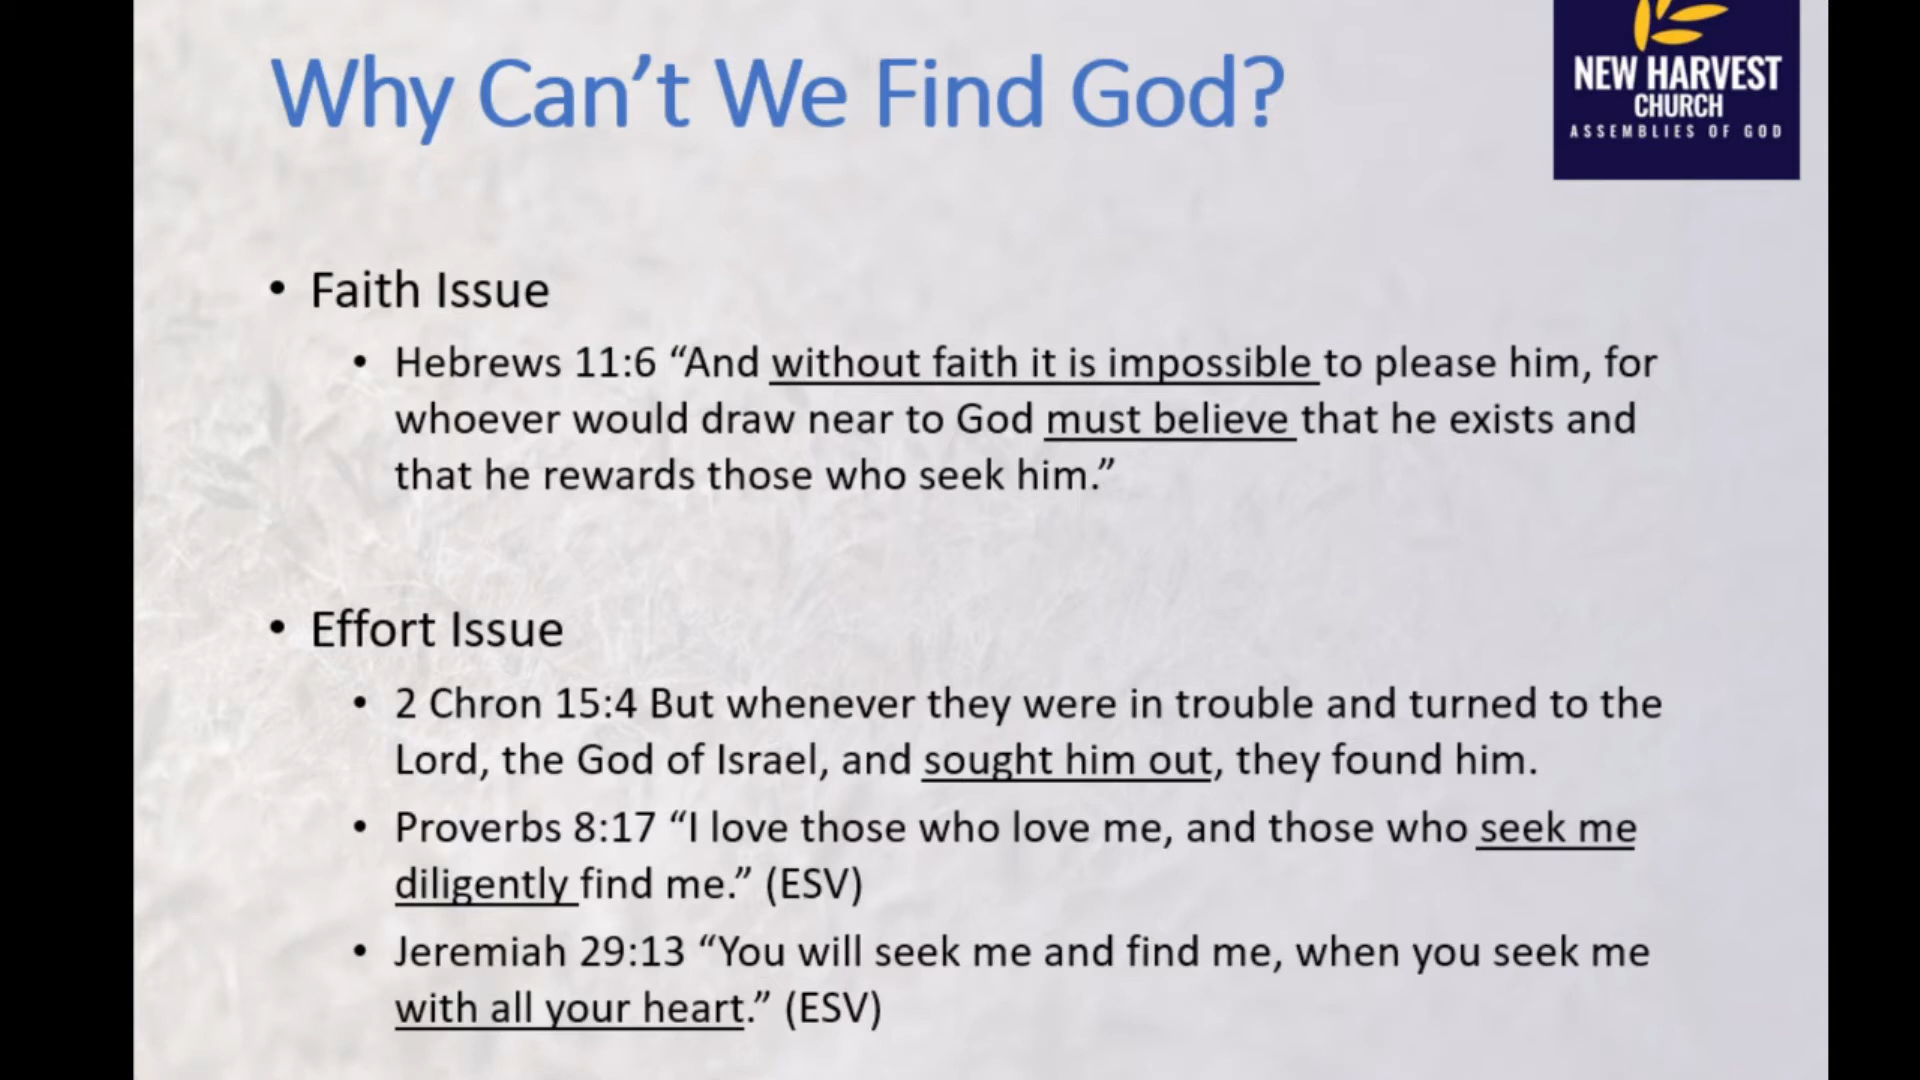 Why Can’t We Find God?
NEW HARVEST
CHURCH
ASSEMBLIES OF GOD
• Faith Issue
• Hebrews 11:6 “And without faith it is impossible to please him, for
whoever would draw near to God must believe that he exists and
that he rewards those who seek him.”
• Effort Issue
• 2 Chron 15:4 But whenever they were in trouble and turned to the
Lord, the God of Israel, and sought him out, they found him.
• Proverbs 8:17 “I love those who love me, and those who seek me
diligently find me.” (ESV)
• Jeremiah 29:13 “You will seek me and find me, when you seek me
with all your heart.” (ESV)